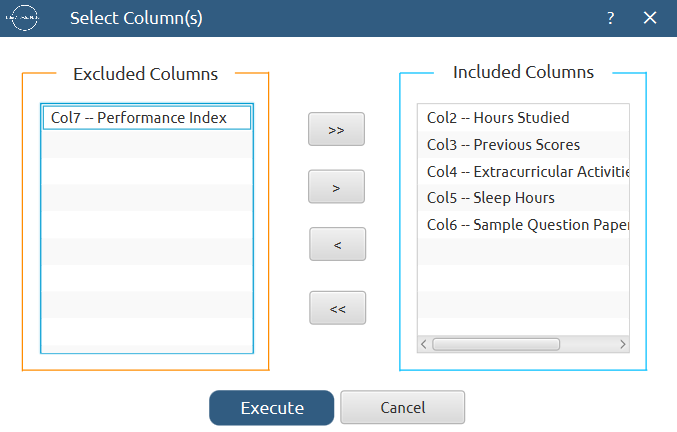 Select Column(s)
?
Excluded Columns
Included Columns
Col7 -- Performance Index
>>
>
<
<<
Col2 -- Hours Studied
Col3 -- Previous Scores
Col4 -- Extracurricular Activitie
Col5 -- Sleep Hours
Col6 -- Sample Question Paper
Execute
Cancel